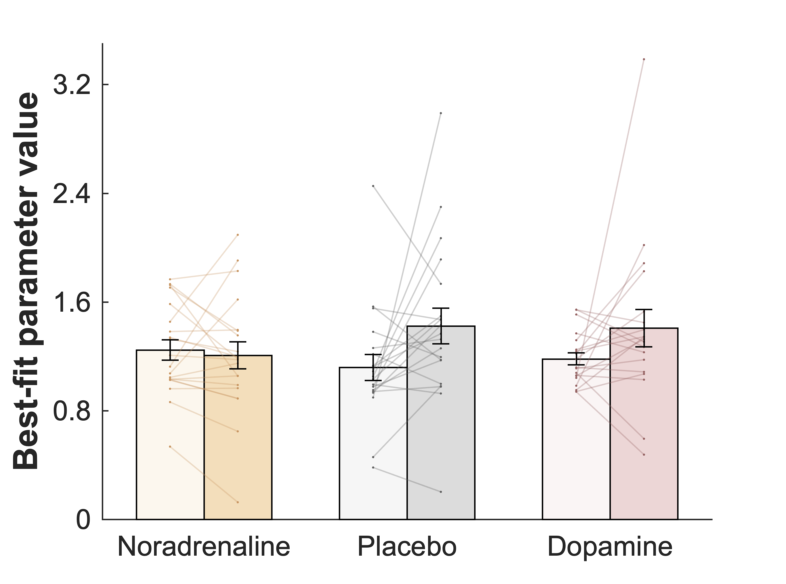 Best-fit parameter value
3.2
2.4
1.6
0.8
0
Noradrenaline
Placebo
Dopamine